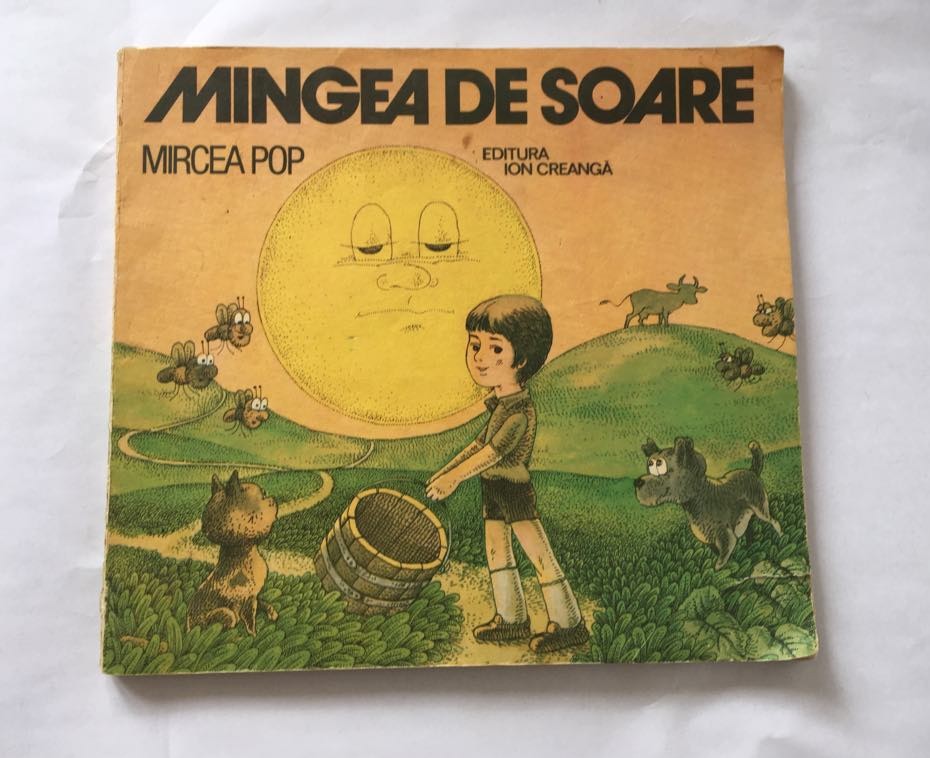 MINGEA DE SOARE
MIRCEA POP
EDITURA
ION CREANGĂ